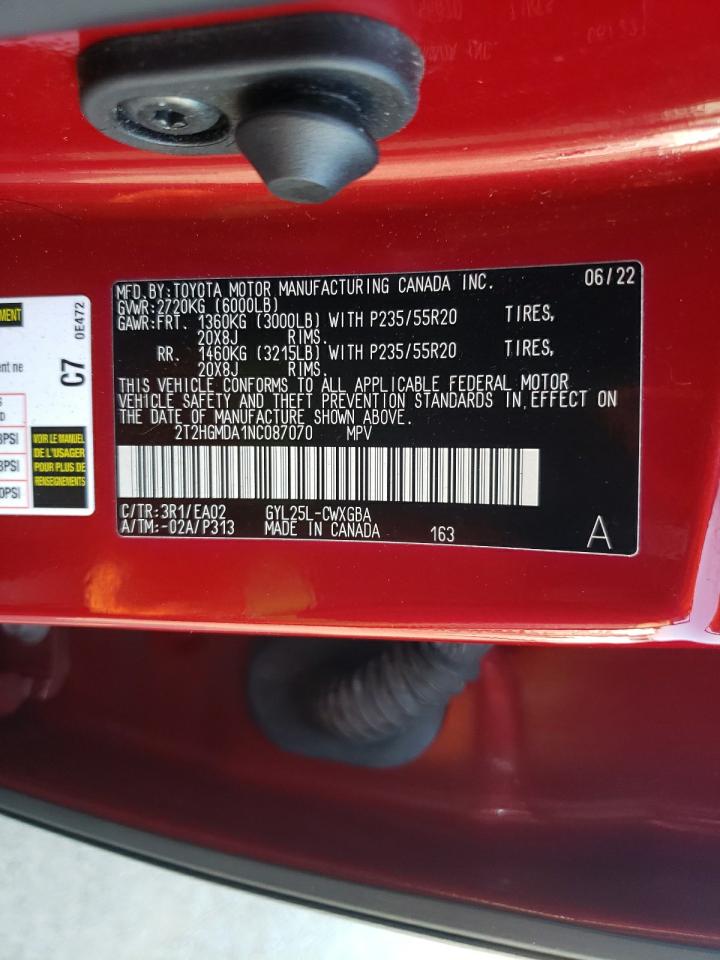 MFD.BY:TOYOTA MOTOR MANUFACTURING CANADA INC. 06/22
GVWR:2720KG (6000LB)
GAWR:FRT. 1360KG (3000LB) WITH P235/55R20 TIRES,
20X8J RIMS.
RR. 1460KG (3215LB) WITH P235/55R20 TIRES,
20X8J RIMS.
THIS VEHICLE CONFORMS TO ALL APPLICABLE FEDERAL MOTOR
VEHICLE SAFETY AND THEFT PREVENTION STANDARDS IN EFFECT ON
THE DATE OF MANUFACTURE SHOWN ABOVE.
2T2HGMDA1NC087070 MPV
C/TR:3R1/EA02 GYL25L-CWXGBA
A/TM:-02A/P313 MADE IN CANADA 163 A
0E472
C7
VOIR LE MANUEL
DE L'USAGER
POUR PLUS DE
RENSEIGNEMENTS